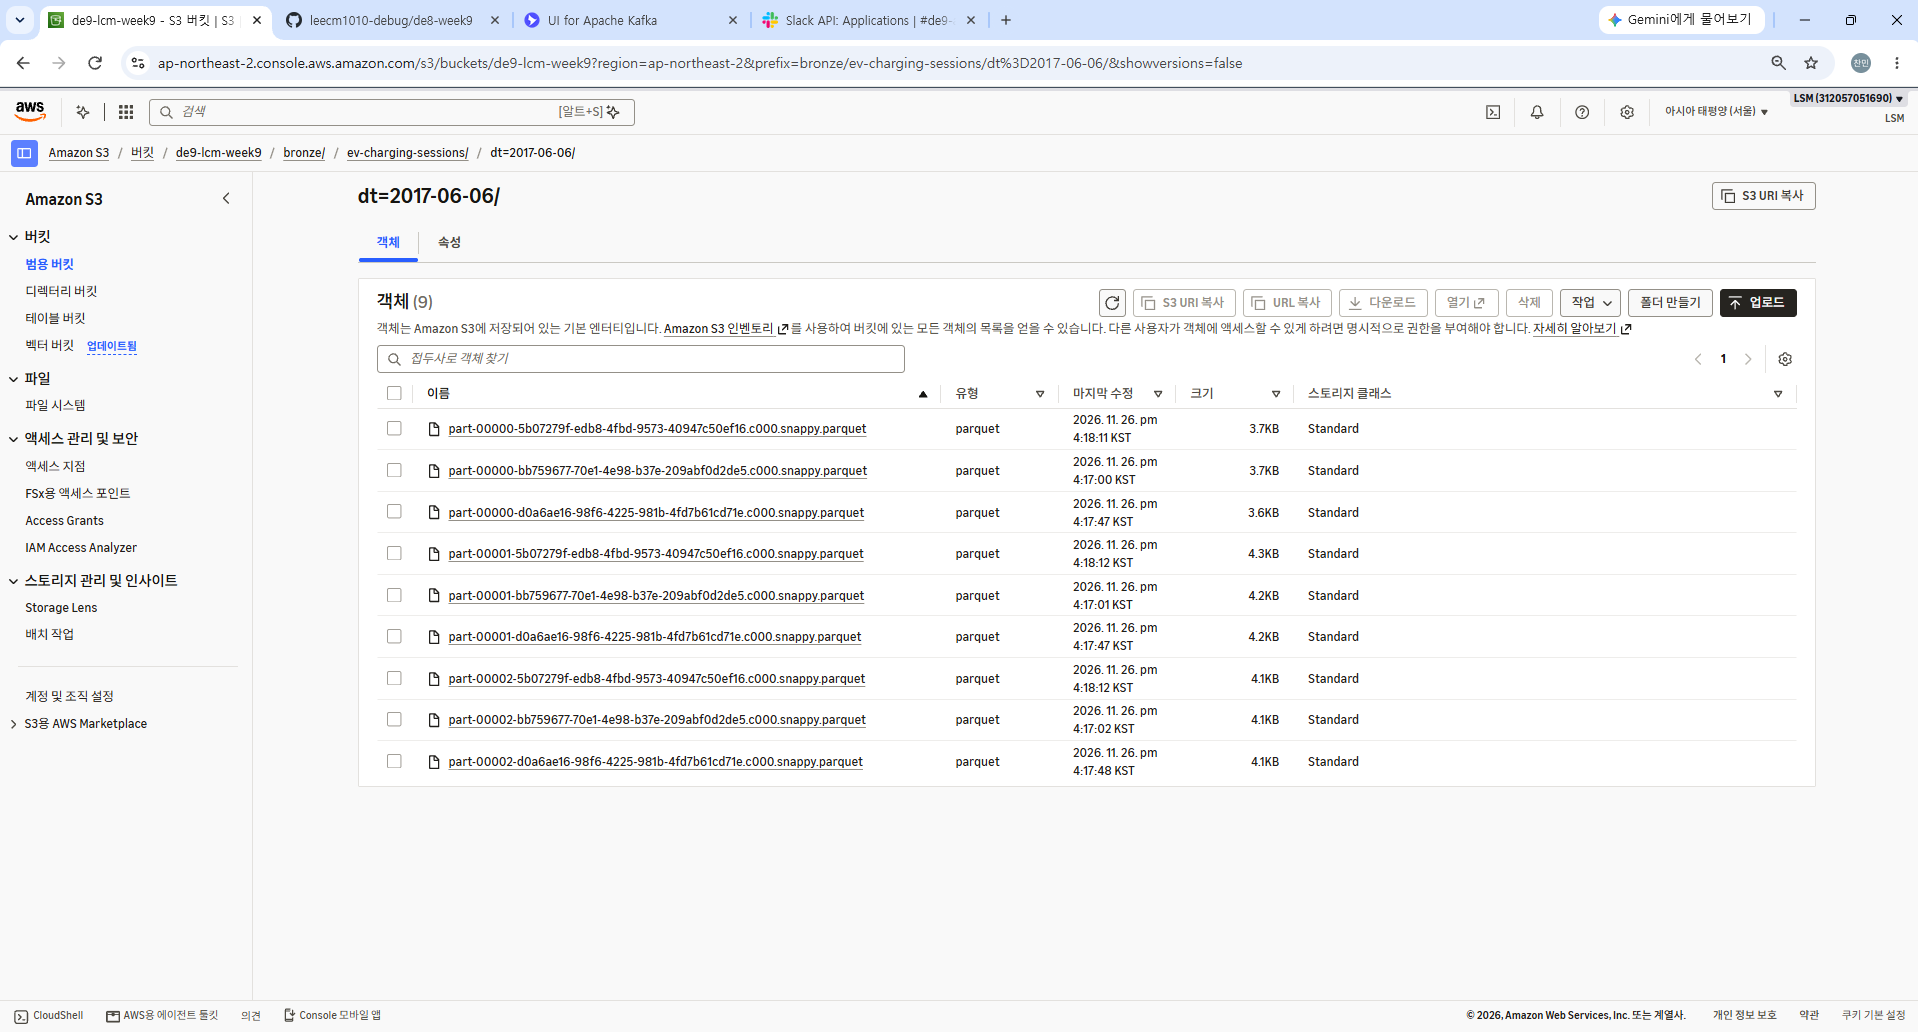 de9-lcm-week9 - S3 버킷 | S3
leecm1010-debug/de8-week9
UI for Apache Kafka
Slack API: Applications | #de9-
Gemini에게 물어보기
ap-northeast-2.console.aws.amazon.com/s3/buckets/de9-lcm-week9?region=ap-northeast-2&prefix=bronze/ev-charging-sessions/dt%3D2017-06-06/&showversions=false
찬민
aws
검색
[알트+S]
아시아 태평양 (서울)
LSM (312057051690)
LSM
Amazon S3 / 버킷 / de9-lcm-week9 / bronze/ / ev-charging-sessions/ / dt=2017-06-06/
Amazon S3
버킷
범용 버킷
디렉터리 버킷
테이블 버킷
벡터 버킷 업데이트됨
파일
파일 시스템
액세스 관리 및 보안
액세스 지점
FSx용 액세스 포인트
Access Grants
IAM Access Analyzer
스토리지 관리 및 인사이트
Storage Lens
배치 작업
계정 및 조직 설정
S3용 AWS Marketplace
dt=2017-06-06/
S3 URI 복사
객체
속성
객체 (9)
S3 URI 복사
URL 복사
다운로드
열기
삭제
작업
폴더 만들기
업로드
객체는 Amazon S3에 저장되어 있는 기본 엔터티입니다. Amazon S3 인벤토리 를 사용하여 버킷에 있는 모든 객체의 목록을 얻을 수 있습니다. 다른 사용자가 객체에 액세스할 수 있게 하려면 명시적으로 권한을 부여해야 합니다. 자세히 알아보기
접두사로 객체 찾기
1
이름 유형 마지막 수정 크기 스토리지 클래스
part-00000-5b07279f-edb8-4fbd-9573-40947c50ef16.c000.snappy.parquet parquet 2026. 11. 26. pm 4:18:11 KST 3.7KB Standard
part-00000-bb759677-70e1-4e98-b37e-209abf0d2de5.c000.snappy.parquet parquet 2026. 11. 26. pm 4:17:00 KST 3.7KB Standard
part-00000-d0a6ae16-98f6-4225-981b-4fd7b61cd71e.c000.snappy.parquet parquet 2026. 11. 26. pm 4:17:47 KST 3.6KB Standard
part-00001-5b07279f-edb8-4fbd-9573-40947c50ef16.c000.snappy.parquet parquet 2026. 11. 26. pm 4:18:12 KST 4.3KB Standard
part-00001-bb759677-70e1-4e98-b37e-209abf0d2de5.c000.snappy.parquet parquet 2026. 11. 26. pm 4:17:01 KST 4.2KB Standard
part-00001-d0a6ae16-98f6-4225-981b-4fd7b61cd71e.c000.snappy.parquet parquet 2026. 11. 26. pm 4:17:47 KST 4.2KB Standard
part-00002-5b07279f-edb8-4fbd-9573-40947c50ef16.c000.snappy.parquet parquet 2026. 11. 26. pm 4:18:12 KST 4.1KB Standard
part-00002-bb759677-70e1-4e98-b37e-209abf0d2de5.c000.snappy.parquet parquet 2026. 11. 26. pm 4:17:02 KST 4.1KB Standard
part-00002-d0a6ae16-98f6-4225-981b-4fd7b61cd71e.c000.snappy.parquet parquet 2026. 11. 26. pm 4:17:48 KST 4.1KB Standard
CloudShell
AWS용 에이전트 툴킷
의견
Console 모바일 앱
© 2026, Amazon Web Services, Inc. 또는 계열사.
개인 정보 보호
약관
쿠키 기본 설정